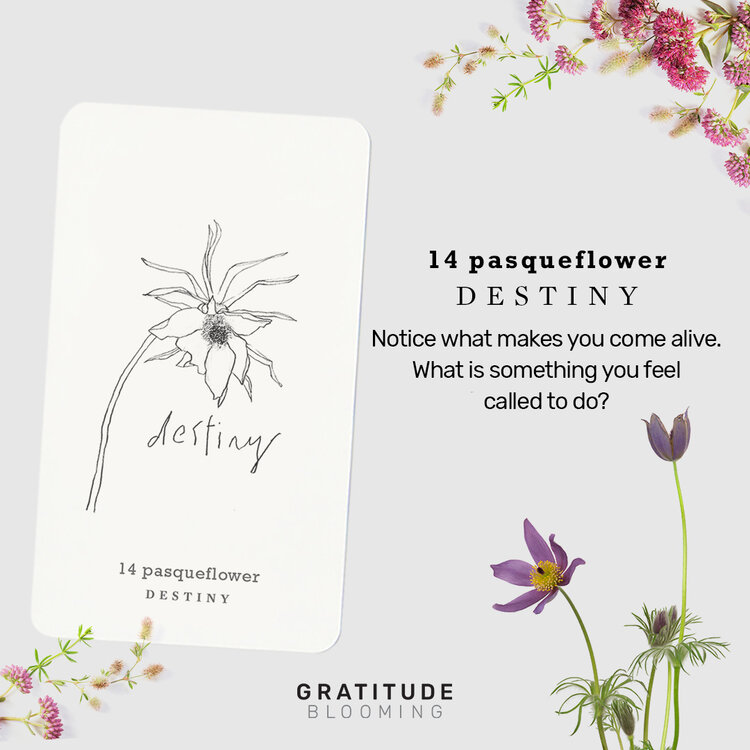 destiny
14 pasqueflower
DESTINY
14 pasqueflower
DESTINY
Notice what makes you come alive.
What is something you feel
called to do?
GRATITUDE
BLOOMING